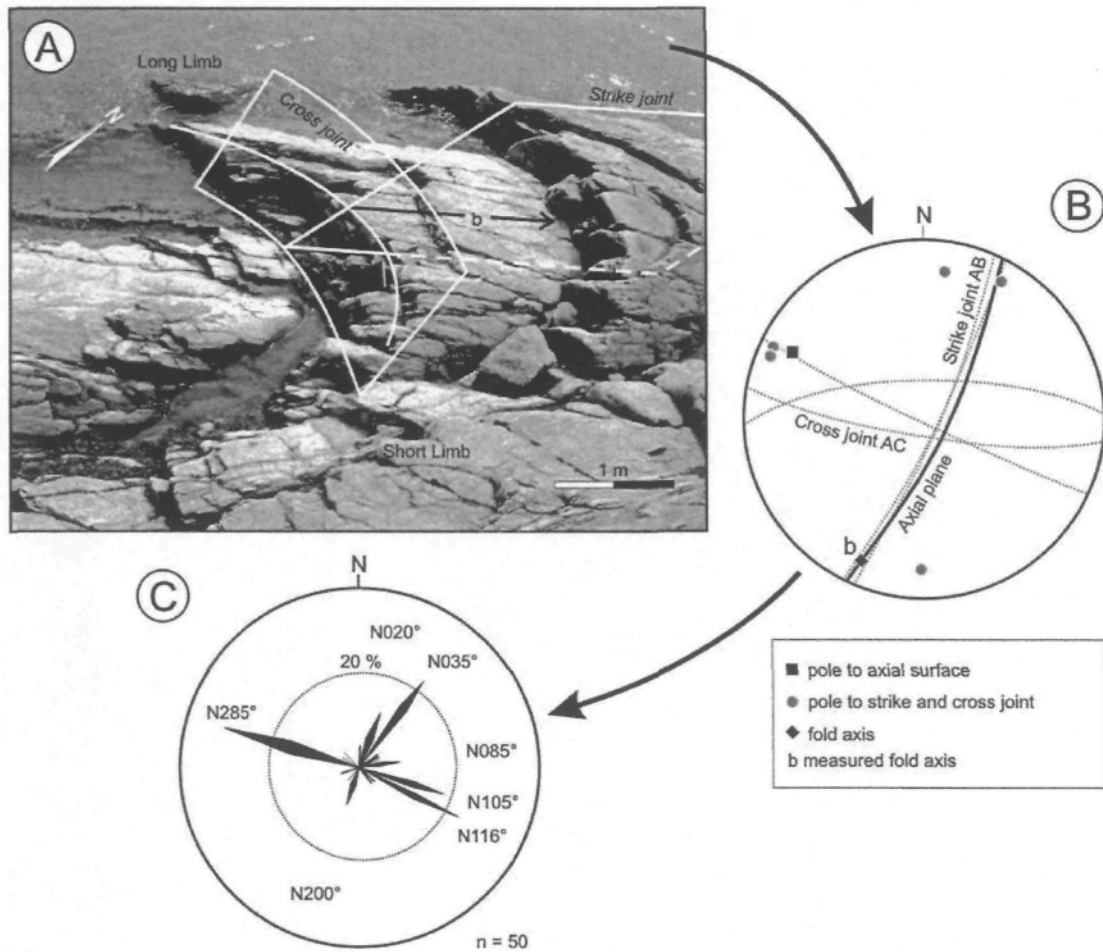 A
Long Limb
N
Cross joint
Strike joint
b
Short Limb
1 m
B
N
Strike joint AB
Cross joint AC
Axial plane
b
pole to axial surface
pole to strike and cross joint
fold axis
b measured fold axis
C
N
N020°
20 %
N035°
N285°
N085°
N105°
N116°
N200°
n = 50